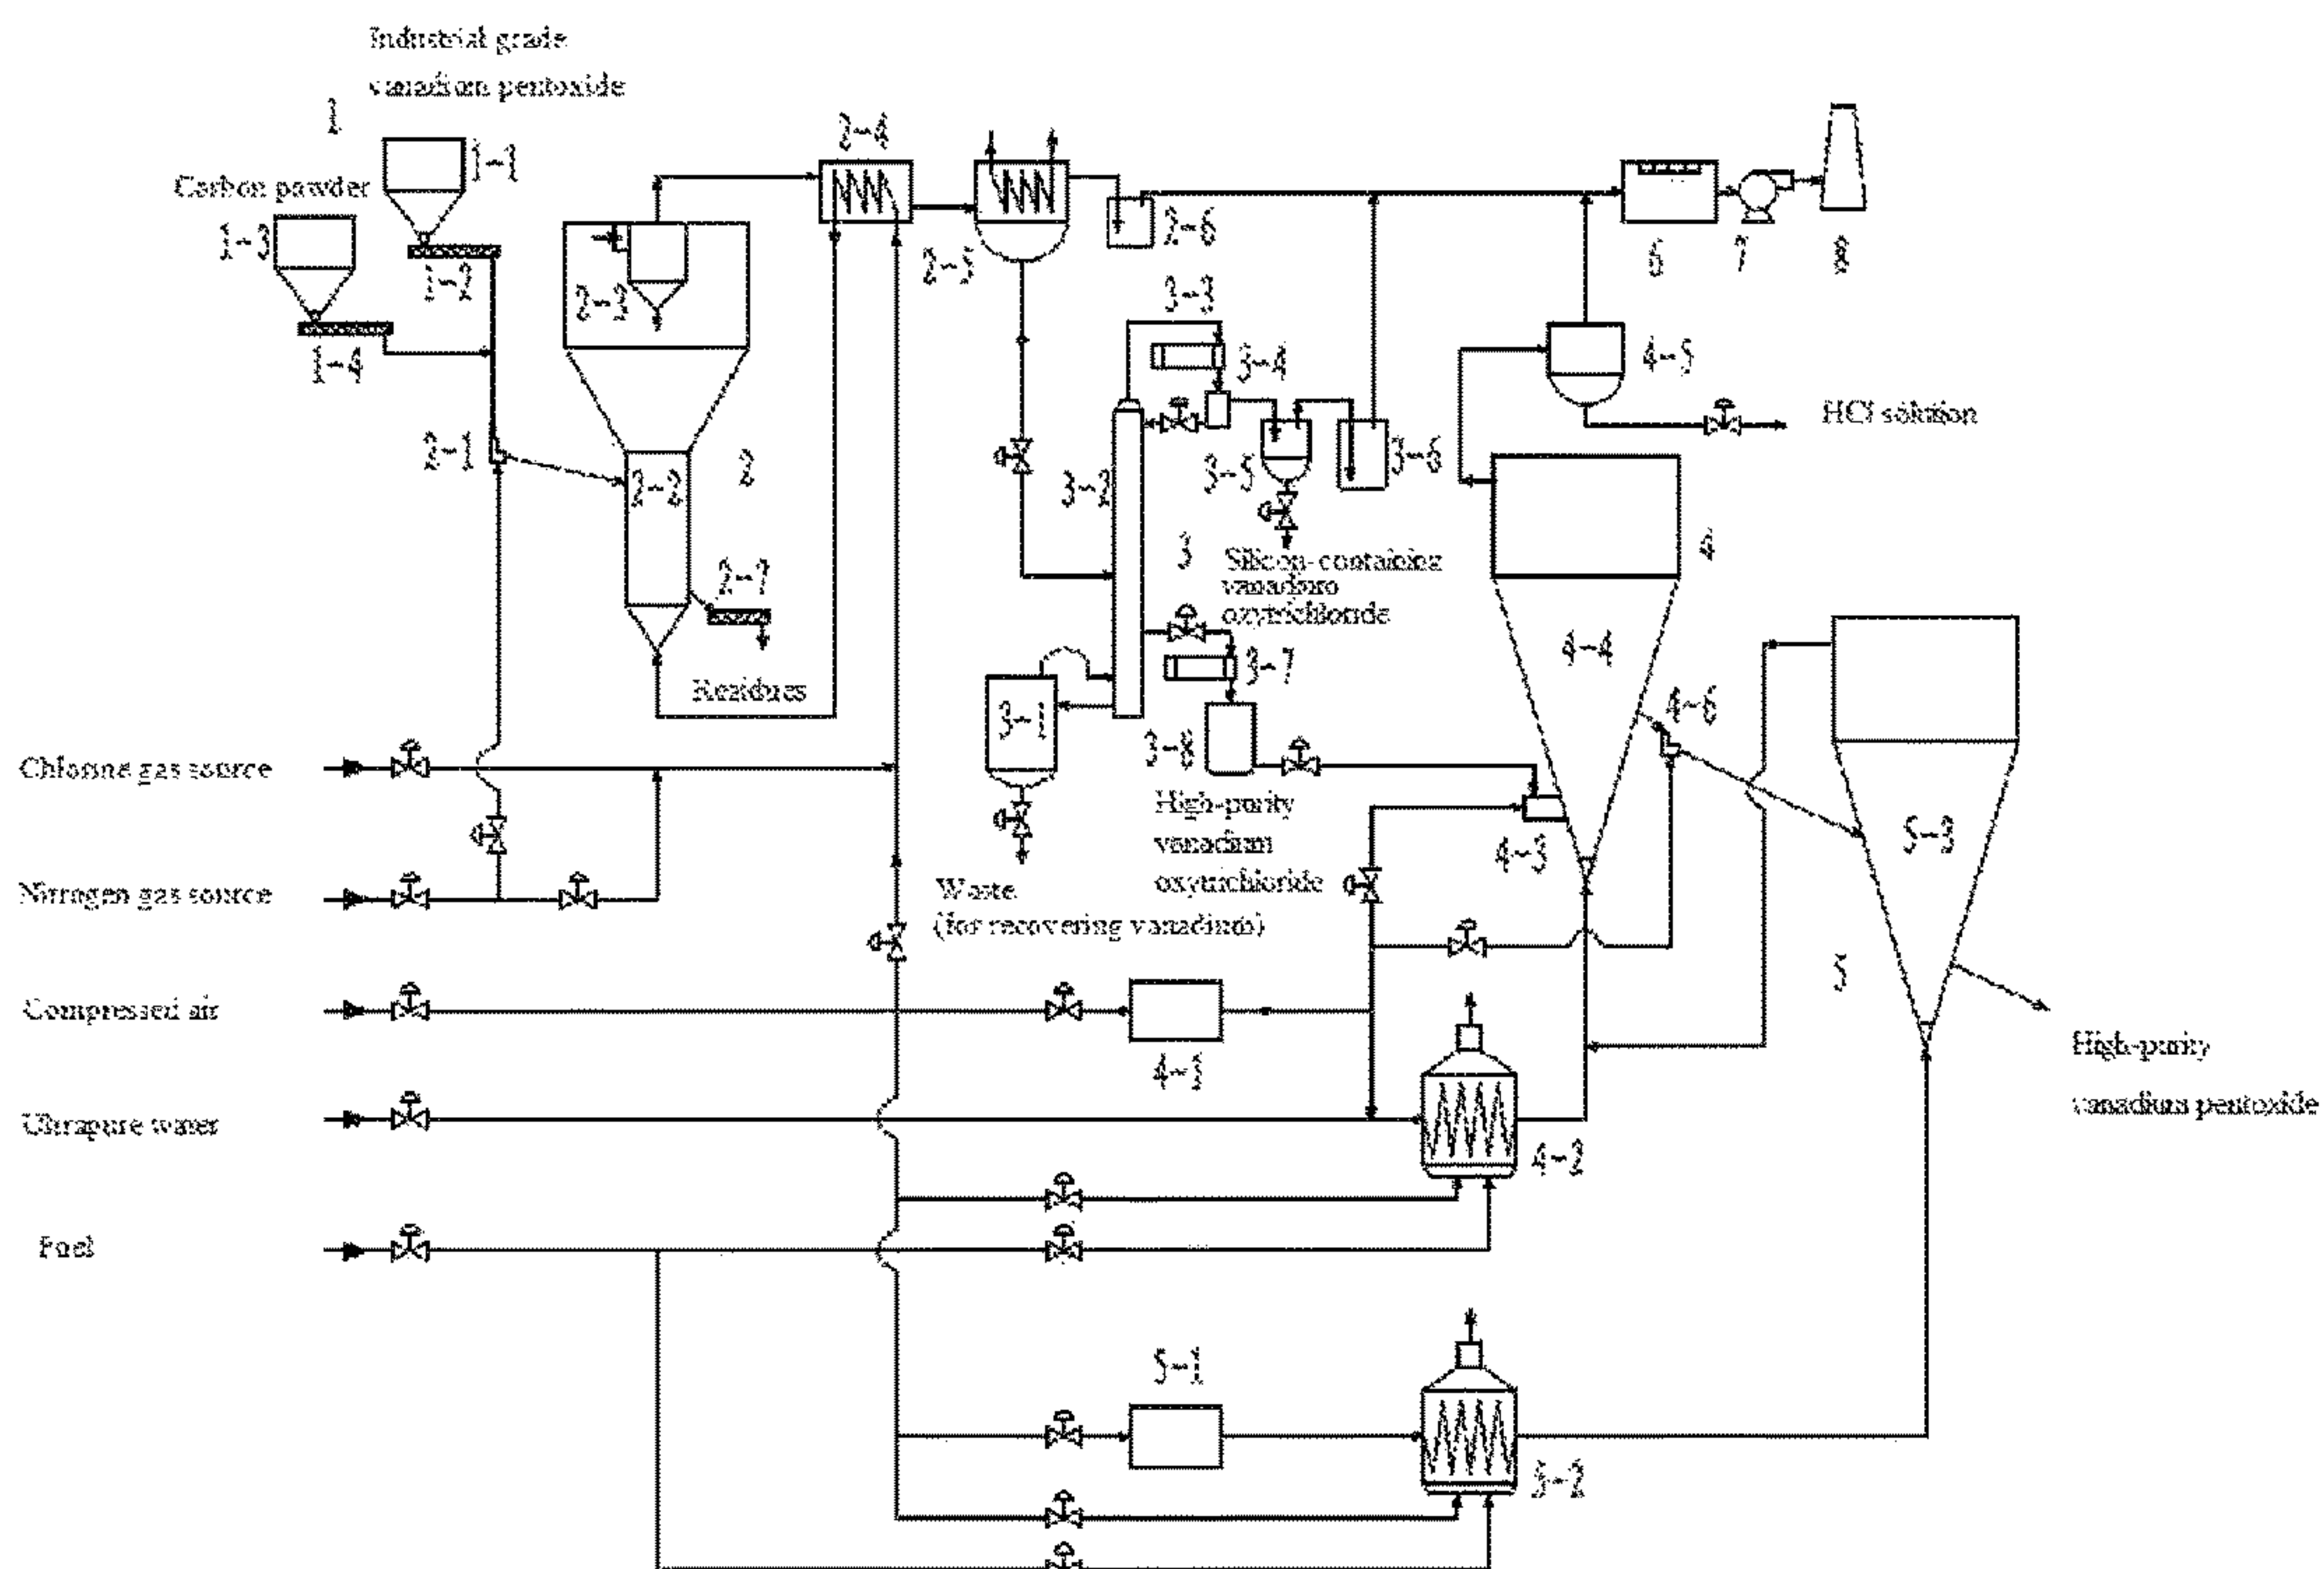 Industrial grade
vanadium pentoxide
1
1-1
Carbon powder
1-3
1-2
1-4
2-4
2-5
2-6
2-3
2-1
2-2
2
2-7
Residues
3-3
3-4
3-2
3-5
3-6
3
Silicon-containing
vanadium
oxytrichloride
3-7
3-1
3-8
High-purity
vanadium
oxytrichloride
Waste
(for recovering vanadium)
6
7
8
4-5
HCl solution
4
4-4
4-6
4-3
5-3
5
Chlorine gas source
Nitrogen gas source
Compressed air
4-1
High-purity
vanadium pentoxide
Ultrapure water
4-2
Fuel
5-1
5-2